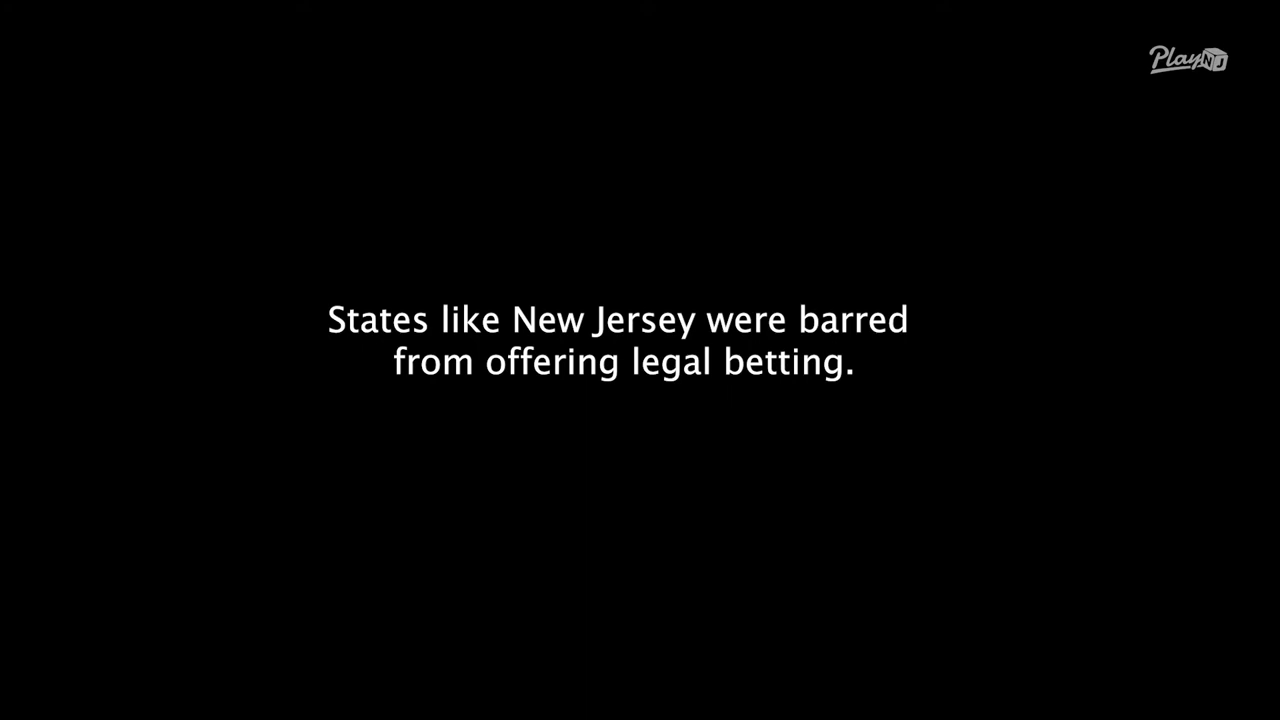 PlayNJ
States like New Jersey were barred
from offering legal betting.